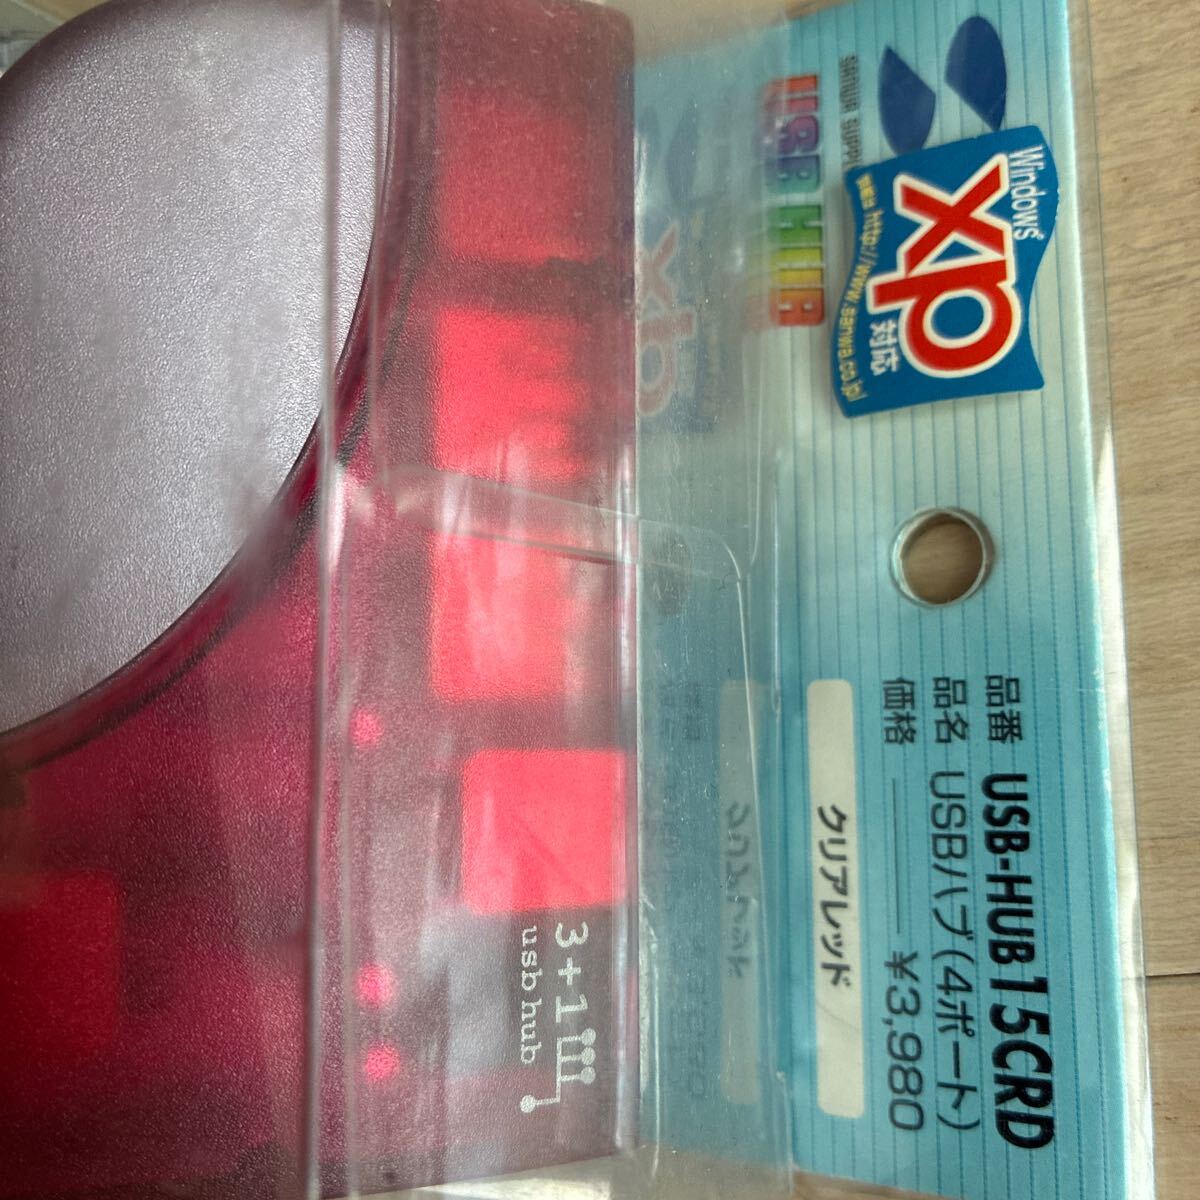 SANWA SUPPLY
USB HUB
Windows®
xp
対応
http://www.sanwa.co.jp
品番 USB-HUB15CRD
品名 USBハブ(4ポート)
価格 ¥3,980
クリアレッド
3+1
usb hub